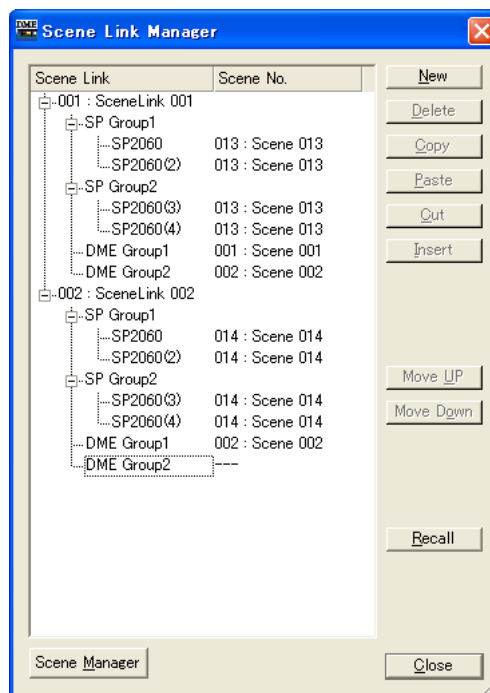 DME Scene Link Manager
Scene Link Scene No.
001 : SceneLink 001
SP Group1
SP2060 013 : Scene 013
SP2060(2) 013 : Scene 013
SP Group2
SP2060(3) 013 : Scene 013
SP2060(4) 013 : Scene 013
DME Group1 001 : Scene 001
DME Group2 002 : Scene 002
002 : SceneLink 002
SP Group1
SP2060 014 : Scene 014
SP2060(2) 014 : Scene 014
SP Group2
SP2060(3) 014 : Scene 014
SP2060(4) 014 : Scene 014
DME Group1 002 : Scene 002
DME Group2 ---
New
Delete
Copy
Paste
Cut
Insert
Move UP
Move Down
Recall
Scene Manager
Close